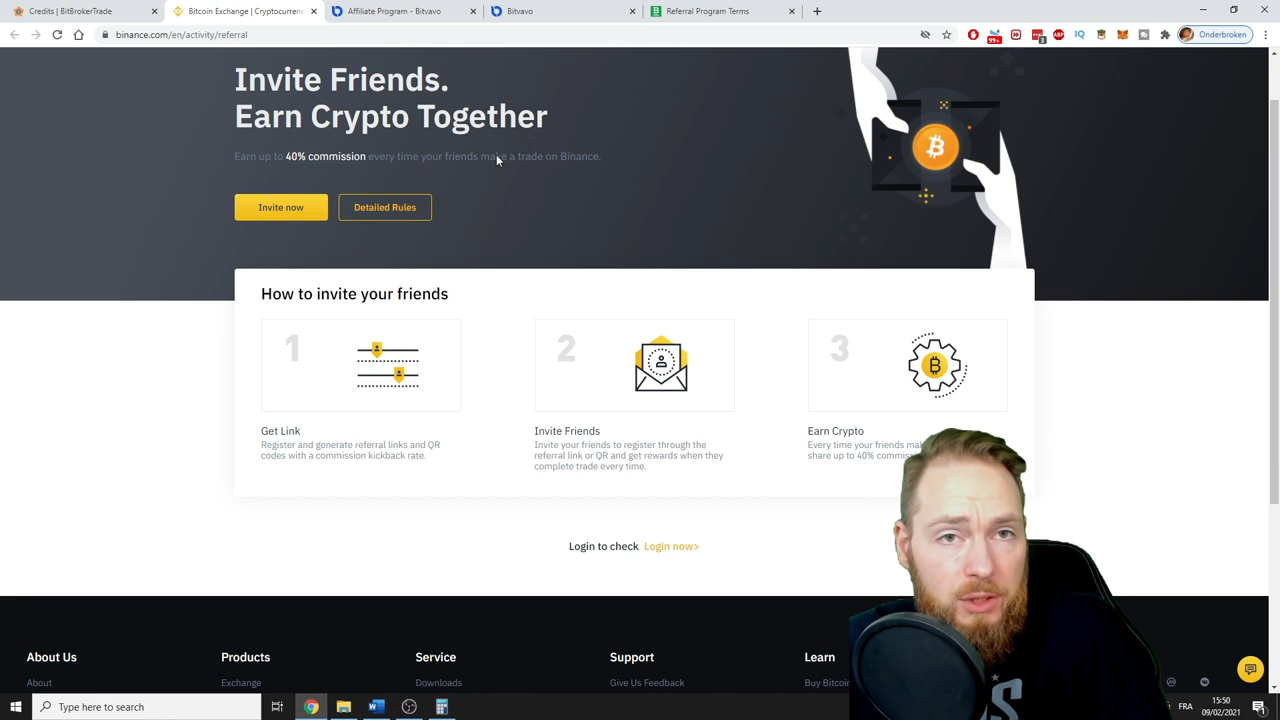 Credits | BitBrokerTrade
Bitcoin Exchange | Cryptocurrenc
Affiliate Program - Bitvavo
Bitvavo
Referral Program Terms
binance.com/en/activity/referral
99+
3
ABP
IQ
Onderbroken
Invite Friends.
Earn Crypto Together
Earn up to 40% commission every time your friends make a trade on Binance.
Invite now
Detailed Rules
How to invite your friends
1
2
3
Get Link
Register and generate referral links and QR
codes with a commission kickback rate.
Invite Friends
Invite your friends to register through the
referral link or QR and get rewards when they
complete trade every time.
Earn Crypto
Every time your friends
share up to 40%
Login to check Login now>
About Us
Products
Service
Support
Learn
About
Exchange
Downloads
Give Us Feedback
Buy Bitcoin
Type here to search
FRA
15:50
09/02/2021
1